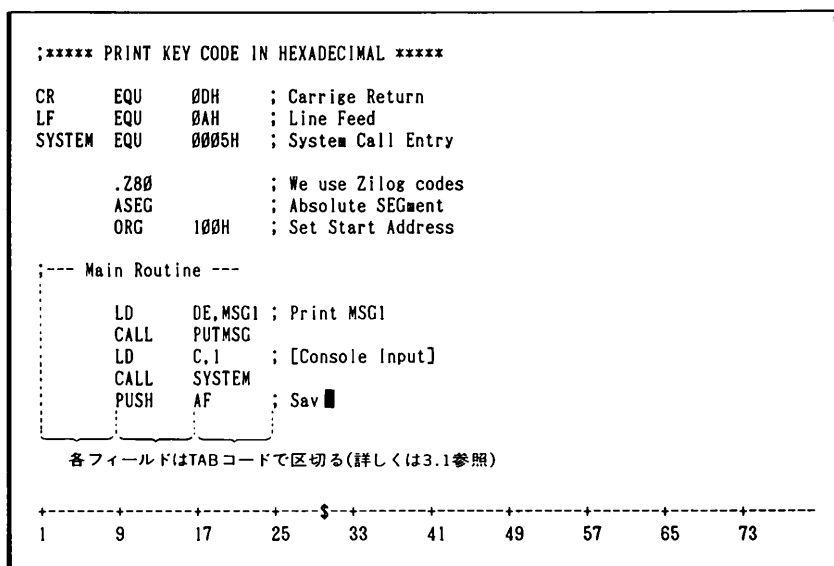 ;***** PRINT KEY CODE IN HEXADECIMAL *****
CR EQU 0DH ; Carrige Return
LF EQU 0AH ; Line Feed
SYSTEM EQU 0005H ; System Call Entry
.Z80 ; We use Zilog codes
ASEG ; Absolute SEGment
ORG 100H ; Set Start Address
;--- Main Routine ---
LD DE,MSG1 ; Print MSG1
CALL PUTMSG
LD C,1 ; [Console Input]
CALL SYSTEM
PUSH AF ; Sav
各フィールドはTABコードで区切る(詳しくは3.1参照)
+-------+-------+-------+----$--+-------+-------+-------+-------+-------+-------
1 9 17 25 33 41 49 57 65 73